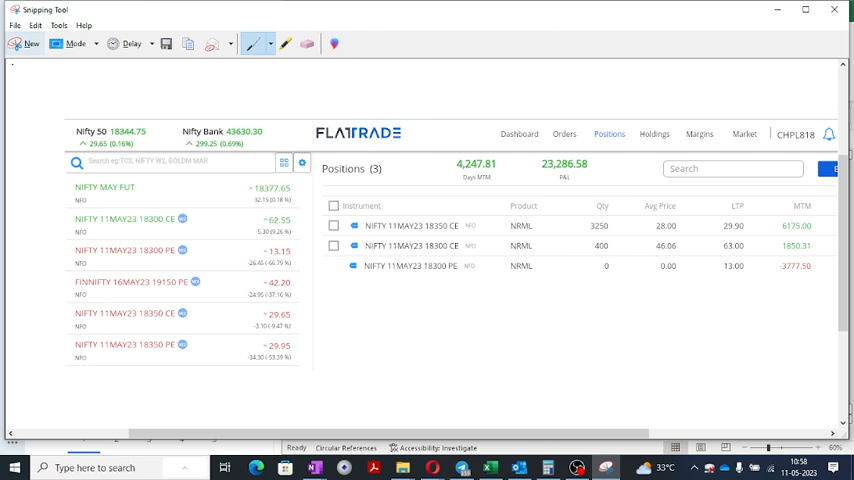 Snipping Tool
File Edit Tools Help
New Mode Delay
Nifty 50 18344.75 Nifty Bank 43630.30
29.65 (0.16%) 299.25 (0.69%)
FLATTRADE
Dashboard Orders Positions Holdings Margins Market CHPL818
Search eg:TCS, NIFTY W3, GOLDM MAR
NIFTY MAY FUT 18377.65
NFO 32.15 (0.18 %)
NIFTY 11MAY23 18300 CE 62.55
NFO 5.30 (9.26 %)
NIFTY 11MAY23 18300 PE 13.15
NFO -26.45 (-66.79 %)
FINNIFTY 16MAY23 19150 PE 42.20
NFO -24.95 (-37.16 %)
NIFTY 11MAY23 18350 CE 29.65
NFO -3.10 (-9.47 %)
NIFTY 11MAY23 18350 PE 29.95
NFO -34.30 (-53.39 %)
Positions (3) 4,247.81 23,286.58 Search
Days MTM P&L
Instrument Product Qty Avg Price LTP MTM
NIFTY 11MAY23 18350 CE NFO NRML 3250 28.00 29.90 6175.00
NIFTY 11MAY23 18300 CE NFO NRML 400 46.06 63.00 1850.31
NIFTY 11MAY23 18300 PE NFO NRML 0 0.00 13.00 -3777.50
Ready Circular References Accessibility: Investigate 60%
Type here to search 33°C 10:58
11-05-2023